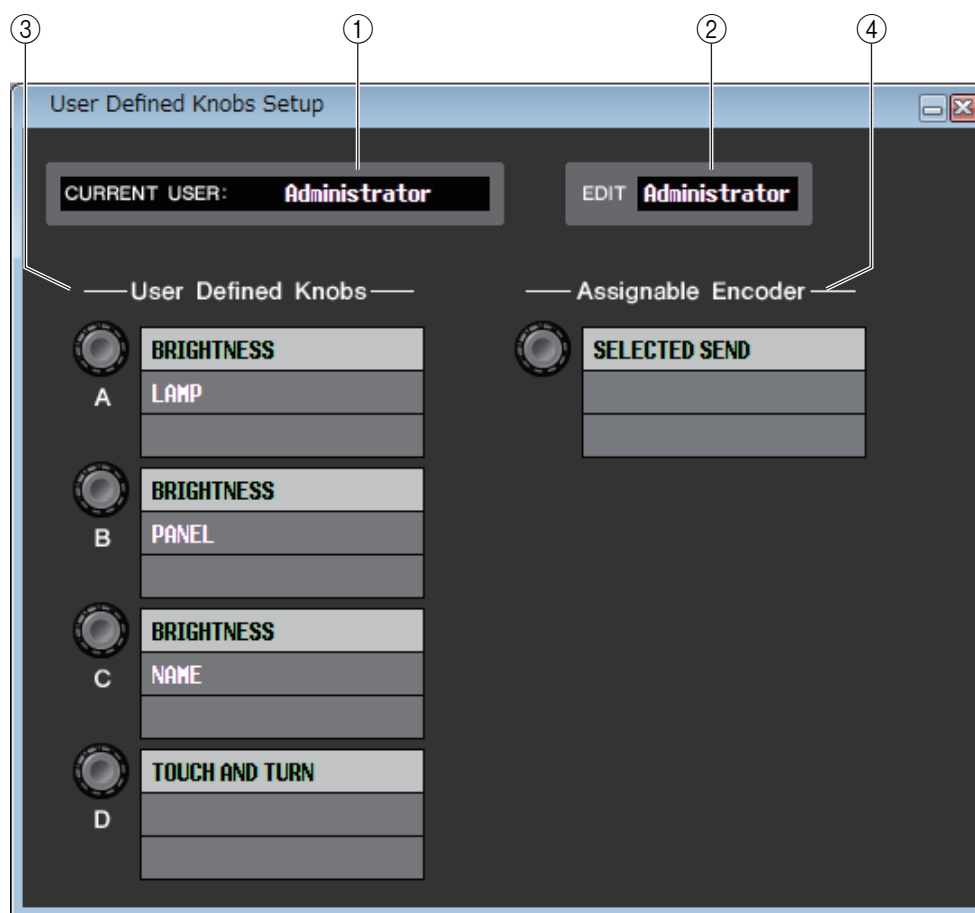 ③ ① ② ④
User Defined Knobs Setup
CURRENT USER: Administrator
EDIT Administrator
User Defined Knobs
A
BRIGHTNESS
LAMP
B
BRIGHTNESS
PANEL
C
BRIGHTNESS
NAME
D
TOUCH AND TURN
Assignable Encoder
SELECTED SEND